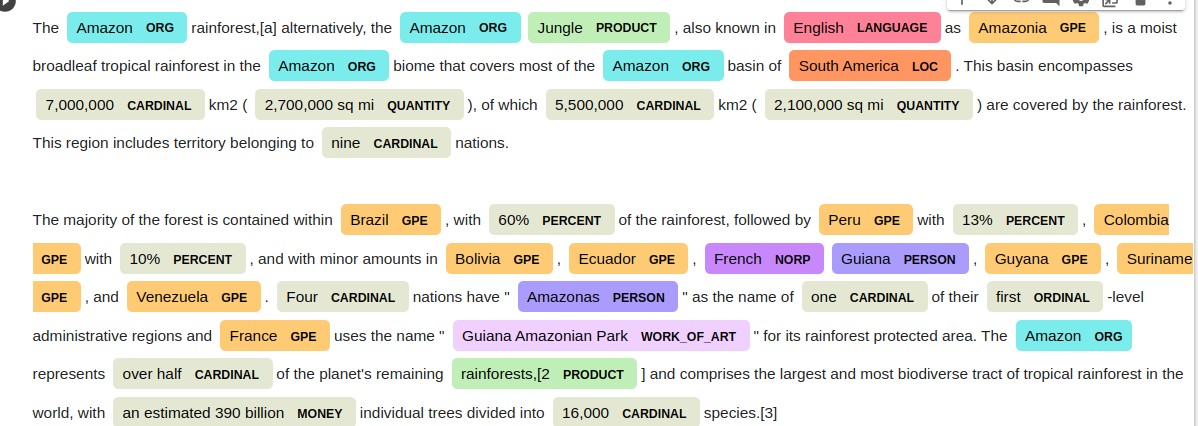 The Amazon ORG rainforest,[a] alternatively, the Amazon ORG Jungle PRODUCT , also known in English LANGUAGE as Amazonia GPE , is a moist
broadleaf tropical rainforest in the Amazon ORG biome that covers most of the Amazon ORG basin of South America LOC . This basin encompasses
7,000,000 CARDINAL km2 ( 2,700,000 sq mi QUANTITY ), of which 5,500,000 CARDINAL km2 ( 2,100,000 sq mi QUANTITY ) are covered by the rainforest.
This region includes territory belonging to nine CARDINAL nations.
The majority of the forest is contained within Brazil GPE , with 60% PERCENT of the rainforest, followed by Peru GPE with 13% PERCENT , Colombia
GPE with 10% PERCENT , and with minor amounts in Bolivia GPE , Ecuador GPE , French NORP Guiana PERSON , Guyana GPE , Suriname
GPE , and Venezuela GPE . Four CARDINAL nations have " Amazonas PERSON " as the name of one CARDINAL of their first ORDINAL -level
administrative regions and France GPE uses the name " Guiana Amazonian Park WORK_OF_ART " for its rainforest protected area. The Amazon ORG
represents over half CARDINAL of the planet's remaining rainforests,[2 PRODUCT ] and comprises the largest and most biodiverse tract of tropical rainforest in the
world, with an estimated 390 billion MONEY individual trees divided into 16,000 CARDINAL species.[3]